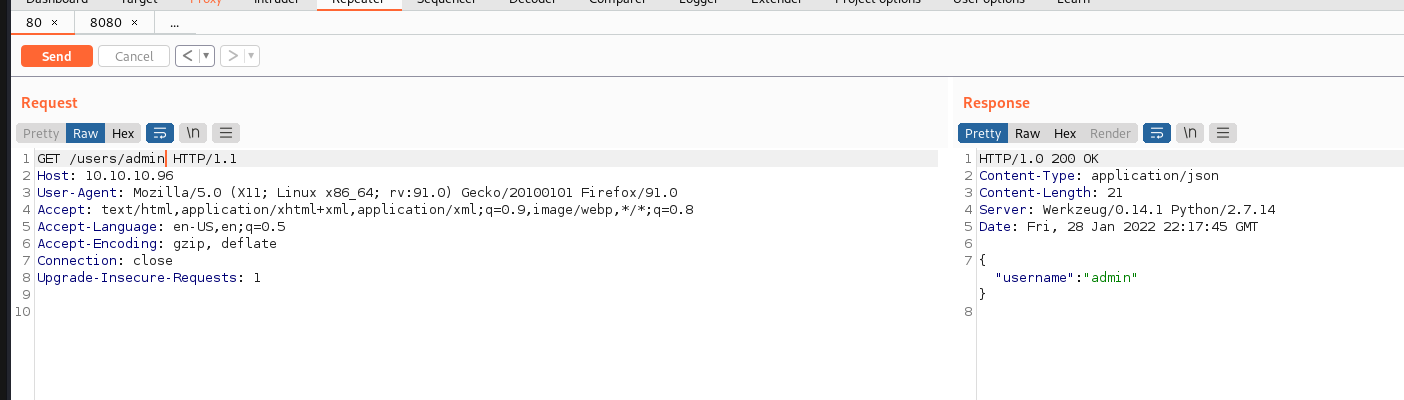 Dashboard Target Proxy Intruder Repeater Sequencer Decoder Comparer Logger Extender Project options User options Learn
80 × 8080 × ...
Send Cancel < ▼ > ▼
Request
Pretty Raw Hex \n
1 GET /users/admin HTTP/1.1
2 Host: 10.10.10.96
3 User-Agent: Mozilla/5.0 (X11; Linux x86_64; rv:91.0) Gecko/20100101 Firefox/91.0
4 Accept: text/html,application/xhtml+xml,application/xml;q=0.9,image/webp,*/*;q=0.8
5 Accept-Language: en-US,en;q=0.5
6 Accept-Encoding: gzip, deflate
7 Connection: close
8 Upgrade-Insecure-Requests: 1
9
10
Response
Pretty Raw Hex Render \n
1 HTTP/1.0 200 OK
2 Content-Type: application/json
3 Content-Length: 21
4 Server: Werkzeug/0.14.1 Python/2.7.14
5 Date: Fri, 28 Jan 2022 22:17:45 GMT
6
7 {
"username":"admin"
}
8